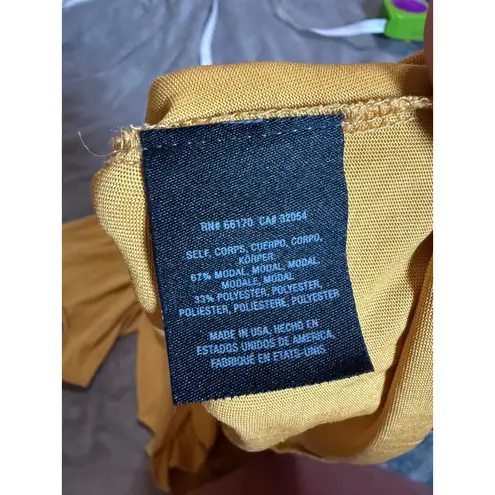 RN# 66170 CA# 32054
SELF, CORPS, CUERPO, CORPO,
KÖRPER:
67% MODAL, MODAL, MODAL,
MODALE, MODAL.
33% POLYESTER, POLYESTER,
POLIESTER, POLIESTERE, POLYESTER
MADE IN USA, HECHO EN
ESTADOS UNIDOS DE AMERICA,
FABRIQUÉ EN ETATS-UNIS.